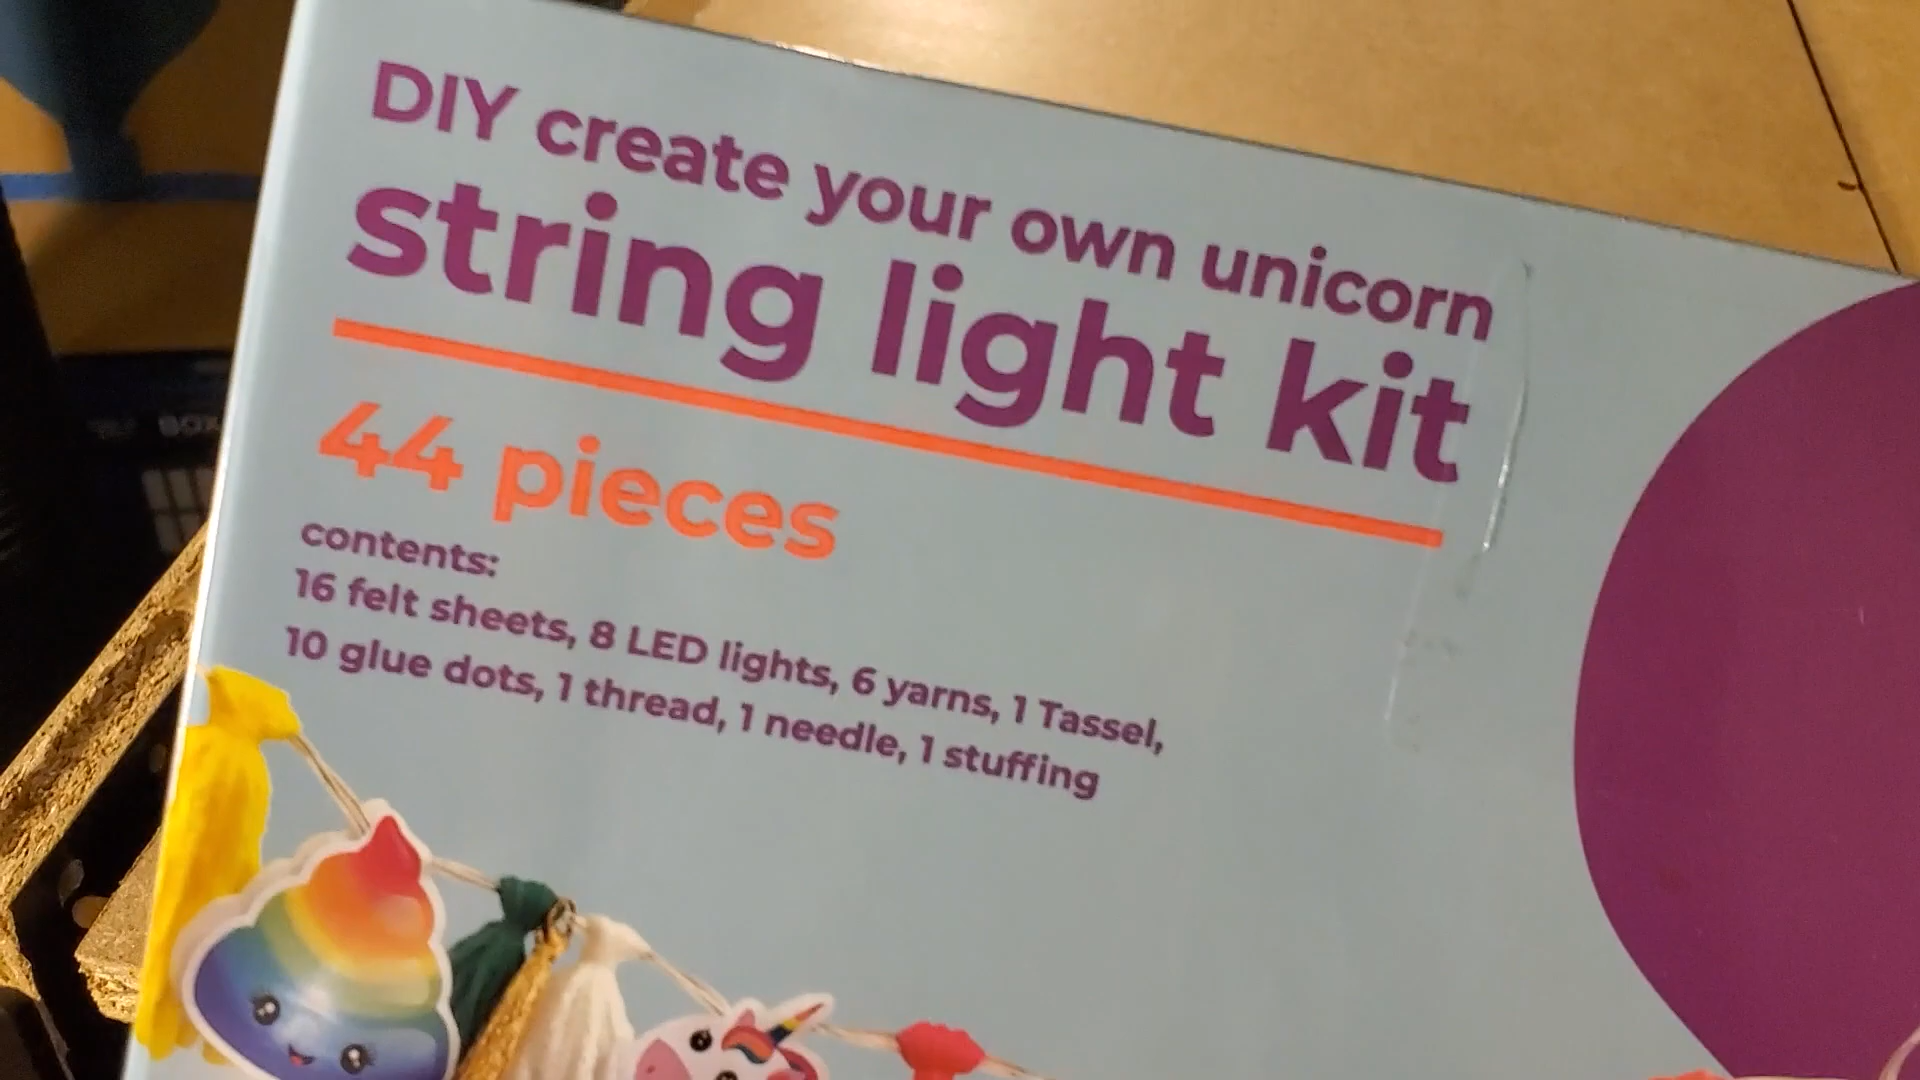 DIY create your own unicorn
string light kit
44 pieces
contents:
16 felt sheets, 8 LED lights, 6 yarns, 1 Tassel,
10 glue dots, 1 thread, 1 needle, 1 stuffing
BOX